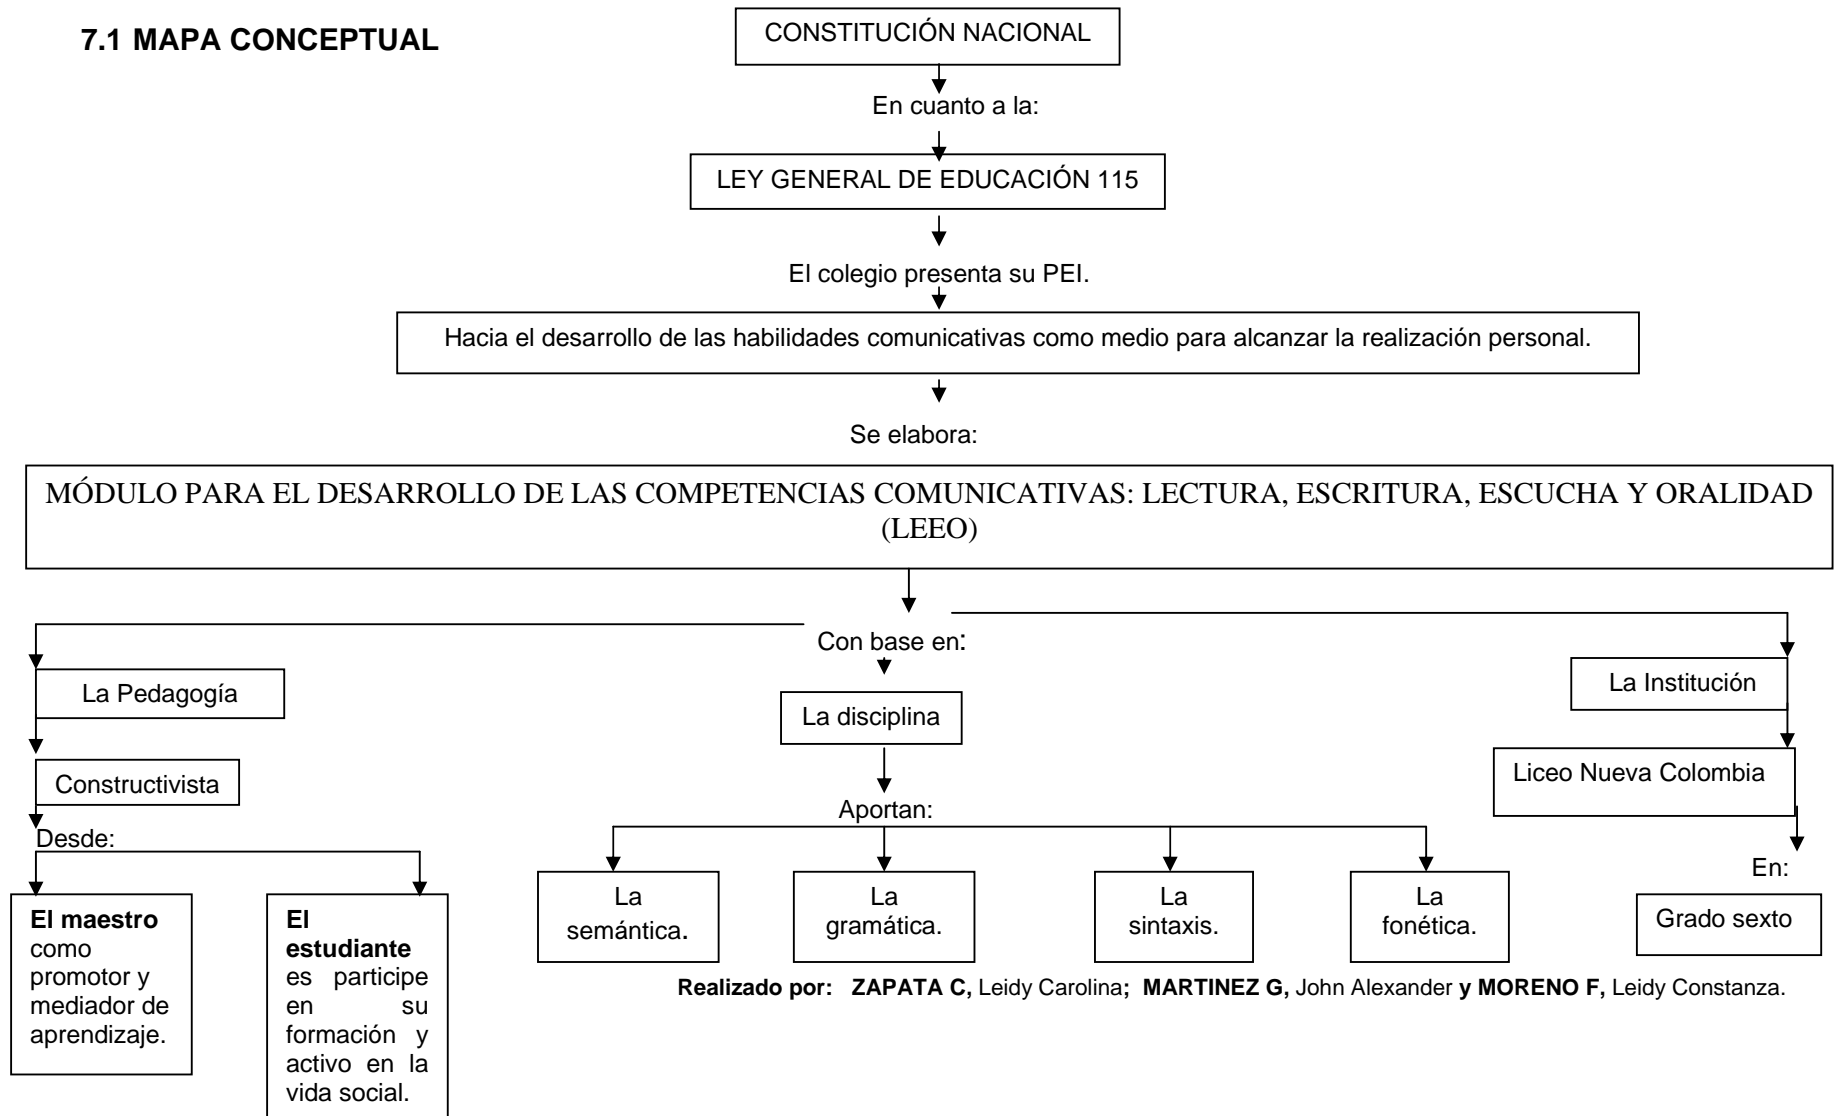 7.1 MAPA CONCEPTUAL
CONSTITUCIÓN NACIONAL
En cuanto a la:
LEY GENERAL DE EDUCACIÓN 115
El colegio presenta su PEI.
Hacia el desarrollo de las habilidades comunicativas como medio para alcanzar la realización personal.
Se elabora:
MÓDULO PARA EL DESARROLLO DE LAS COMPETENCIAS COMUNICATIVAS: LECTURA, ESCRITURA, ESCUCHA Y ORALIDAD
(LEEO)
Con base en:
La Pedagogía
Constructivista
Desde:
El maestro
como
promotor y
mediador de
aprendizaje.
El
estudiante
es participe
en su
formación y
activo en la
vida social.
La disciplina
Aportan:
La
semántica.
La
gramática.
La
sintaxis.
La
fonética.
La Institución
Liceo Nueva Colombia
En:
Grado sexto
Realizado por: ZAPATA C, Leidy Carolina; MARTINEZ G, John Alexander y MORENO F, Leidy Constanza.